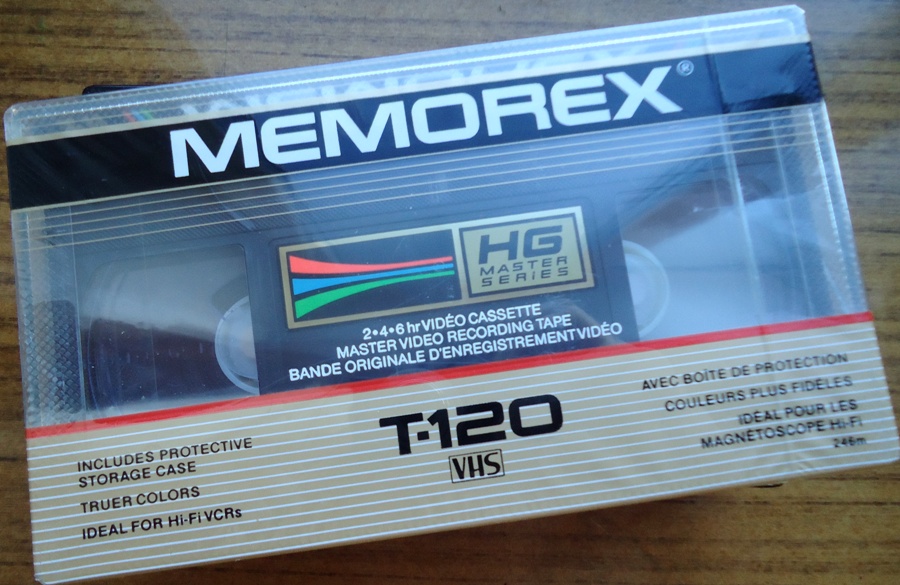 MEMOREX®
HG
MASTER
SERIES
2•4•6 hr VIDÉO CASSETTE
MASTER VIDEO RECORDING TAPE
BANDE ORIGINALE D'ENREGISTREMENT VIDÉO
T-120
VHS
INCLUDES PROTECTIVE
STORAGE CASE
TRUER COLORS
IDEAL FOR Hi-Fi VCRs
AVEC BOÎTE DE PROTECTION
COULEURS PLUS FIDÈLES
IDÉAL POUR LES
MAGNÉTOSCOPE Hi-Fi
246m